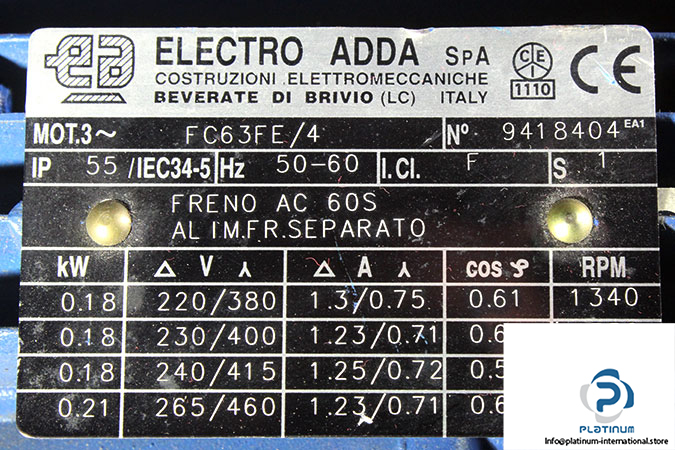 ea ELECTRO ADDA SPA
COSTRUZIONI ELETTROMECCANICHE
BEVERATE DI BRIVIO (LC) ITALY
CEI
1110
CE
MOT.3~ FC63FE/4 Nº 9418404 EA1
IP 55 /IEC34-5 Hz 50-60 I.Cl. F S 1
FRENO AC 60S
ALIM.FR.SEPARATO
kW Δ V ⅄ Δ A ⅄ cos φ RPM
0.18 220/380 1.3/0.75 0.61 1340
0.18 230/400 1.23/0.71
0.18 240/415 1.25/0.72
0.21 265/460 1.23/0.71
PLATINUM
Info@platinum-international.store